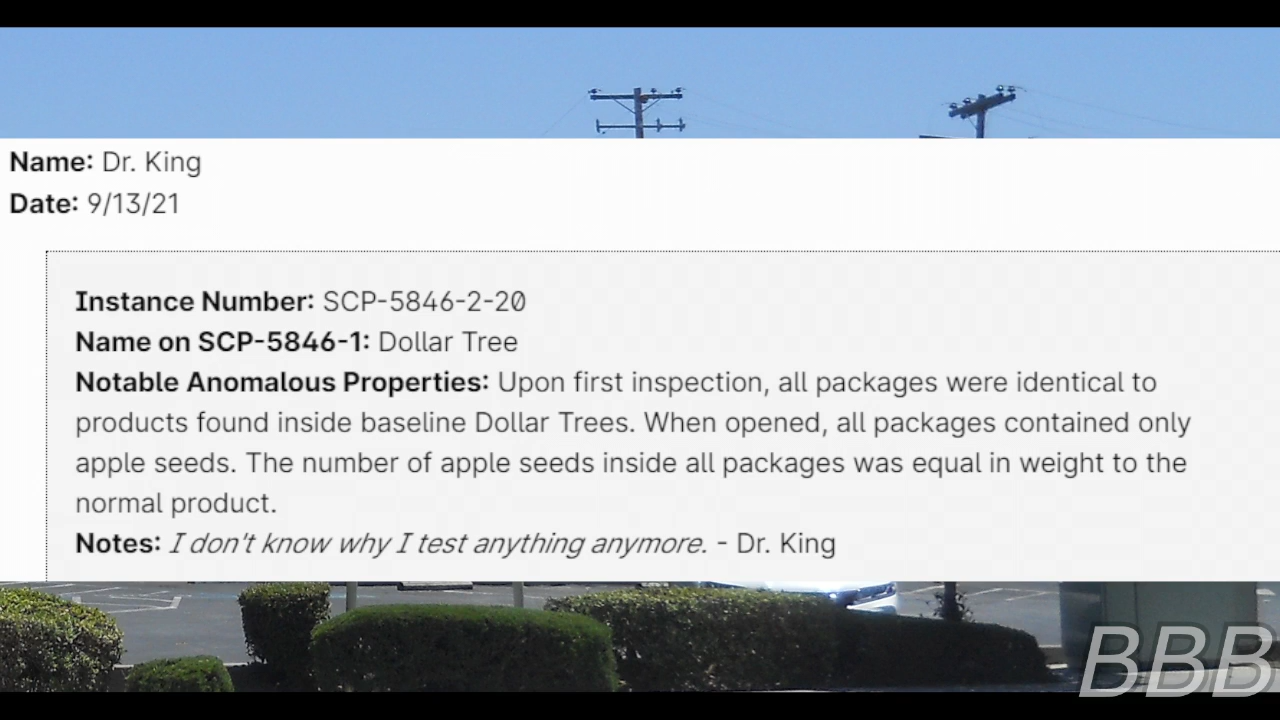 Name: Dr. King
Date: 9/13/21
Instance Number: SCP-5846-2-20
Name on SCP-5846-1: Dollar Tree
Notable Anomalous Properties: Upon first inspection, all packages were identical to
products found inside baseline Dollar Trees. When opened, all packages contained only
apple seeds. The number of apple seeds inside all packages was equal in weight to the
normal product.
Notes: I don't know why I test anything anymore. - Dr. King
BBB